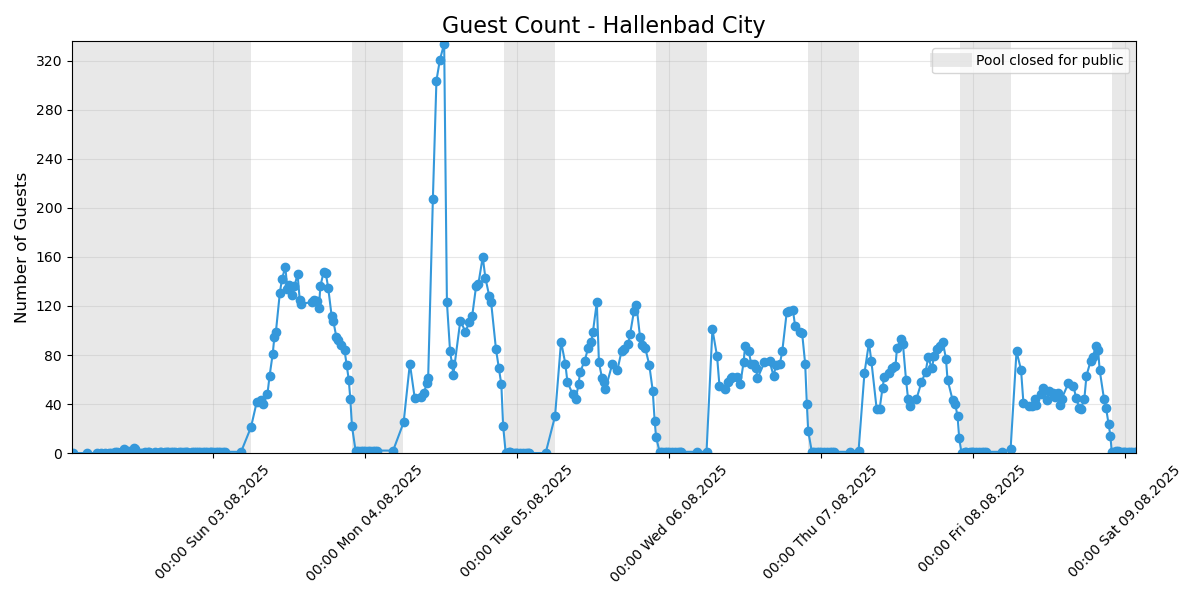 Guest Count - Hallenbad City
Pool closed for public
Number of Guests
320
280
240
200
160
120
80
40
0
00:00 Sun 03.08.2025
00:00 Mon 04.08.2025
00:00 Tue 05.08.2025
00:00 Wed 06.08.2025
00:00 Thu 07.08.2025
00:00 Fri 08.08.2025
00:00 Sat 09.08.2025